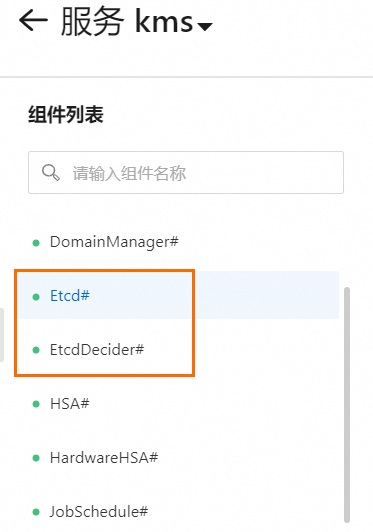 服务 kms
组件列表
请输入组件名称
DomainManager#
Etcd#
EtcdDecider#
HSA#
HardwareHSA#
JobSchedule#